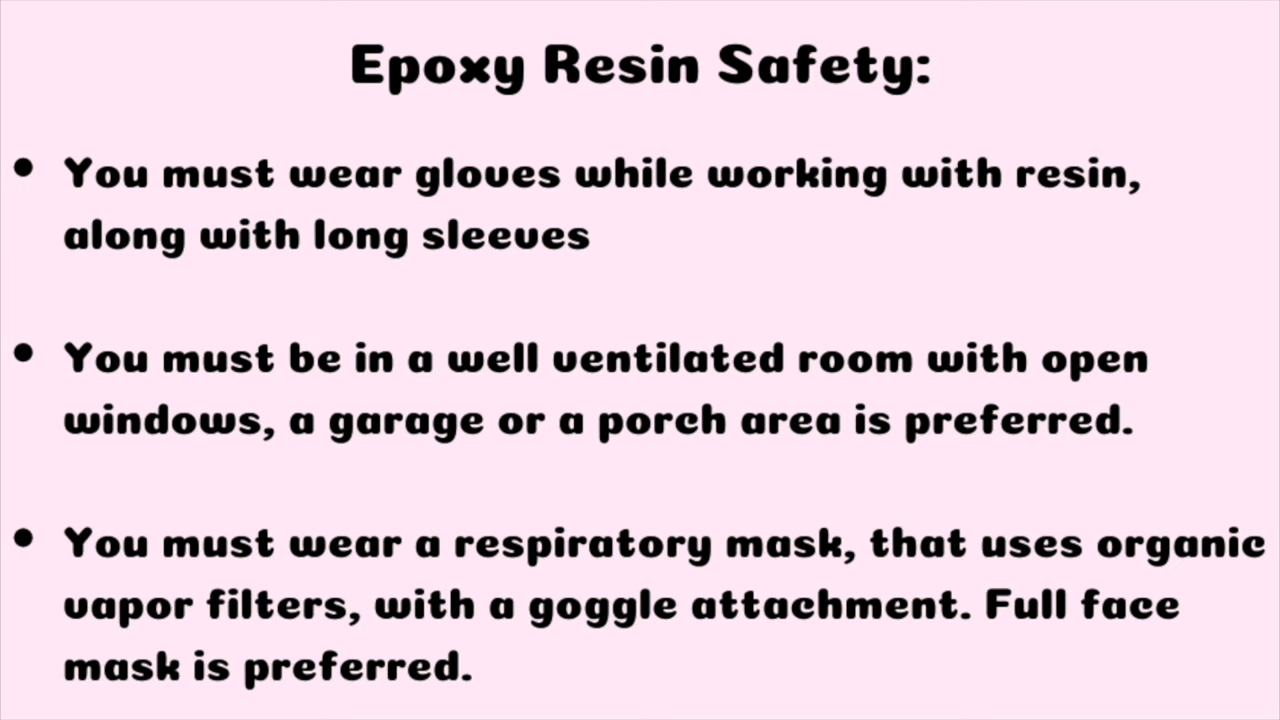 Epoxy Resin Safety:
• You must wear gloves while working with resin,
along with long sleeves
• You must be in a well ventilated room with open
windows, a garage or a porch area is preferred.
• You must wear a respiratory mask, that uses organic
vapor filters, with a goggle attachment. Full face
mask is preferred.